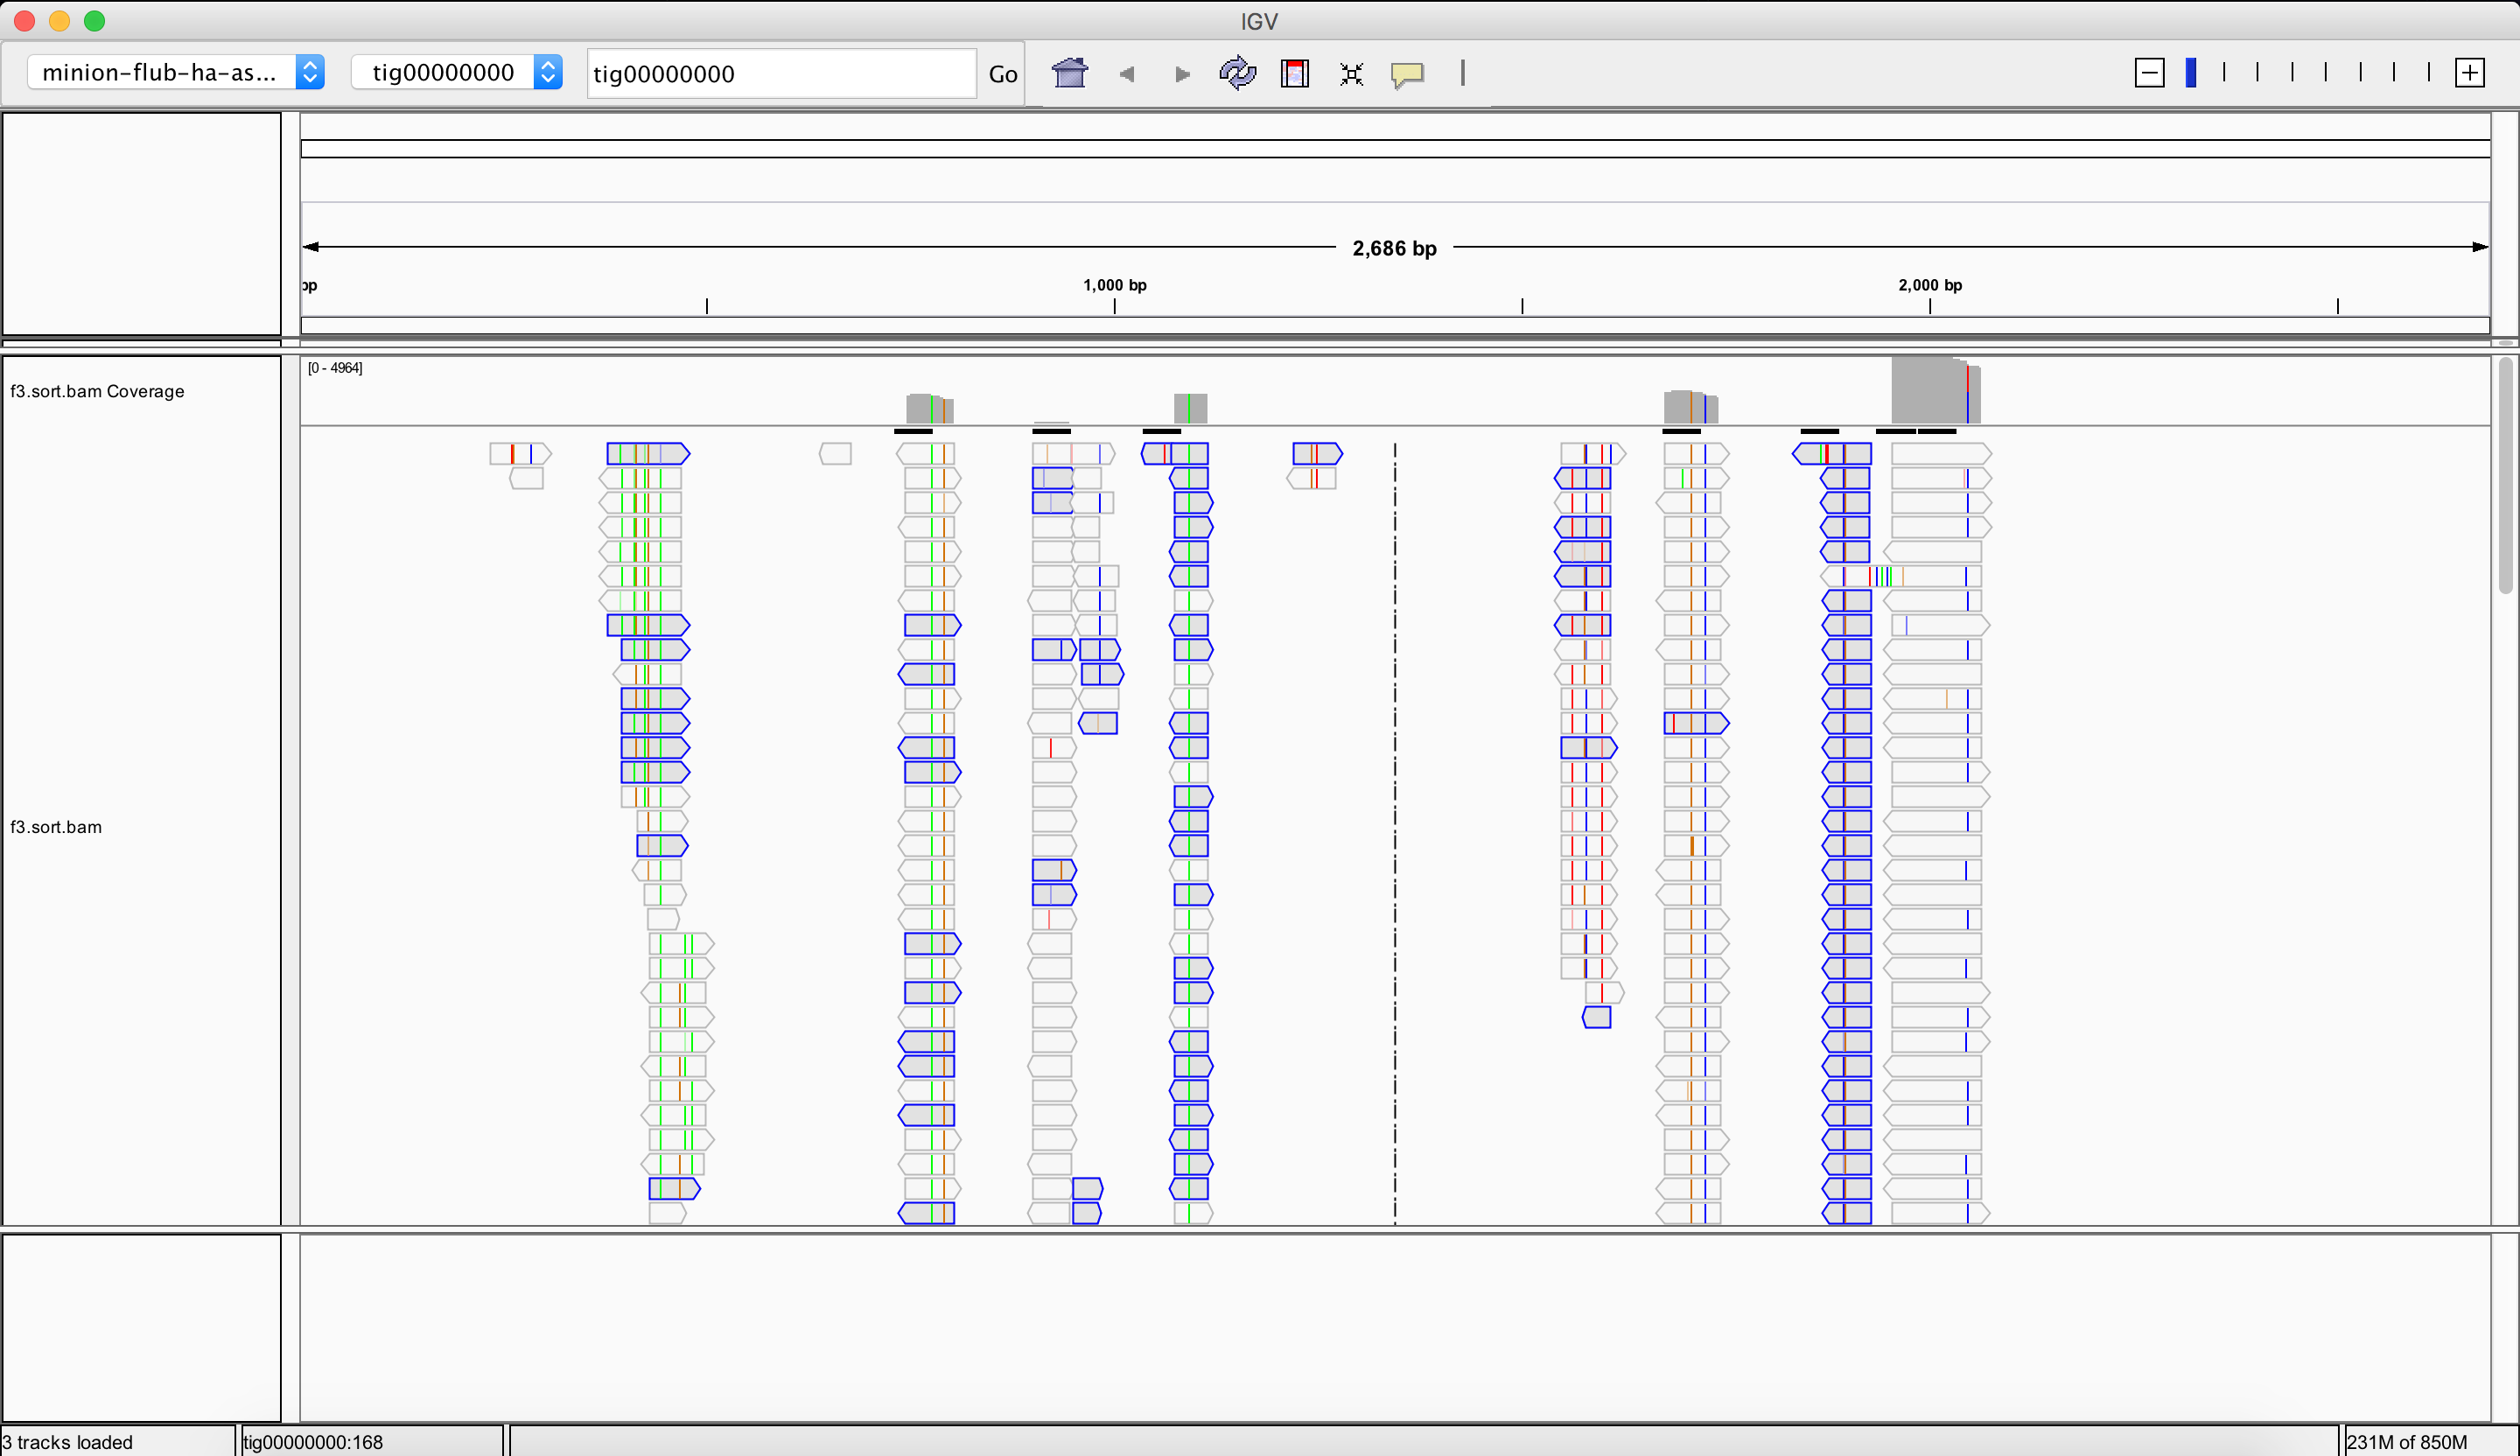 IGV
minion-flub-ha-as... tig00000000 tig00000000 Go
2,686 bp
bp 1,000 bp 2,000 bp
[0 - 4964]
f3.sort.bam Coverage
f3.sort.bam
3 tracks loaded tig00000000:168 231M of 850M